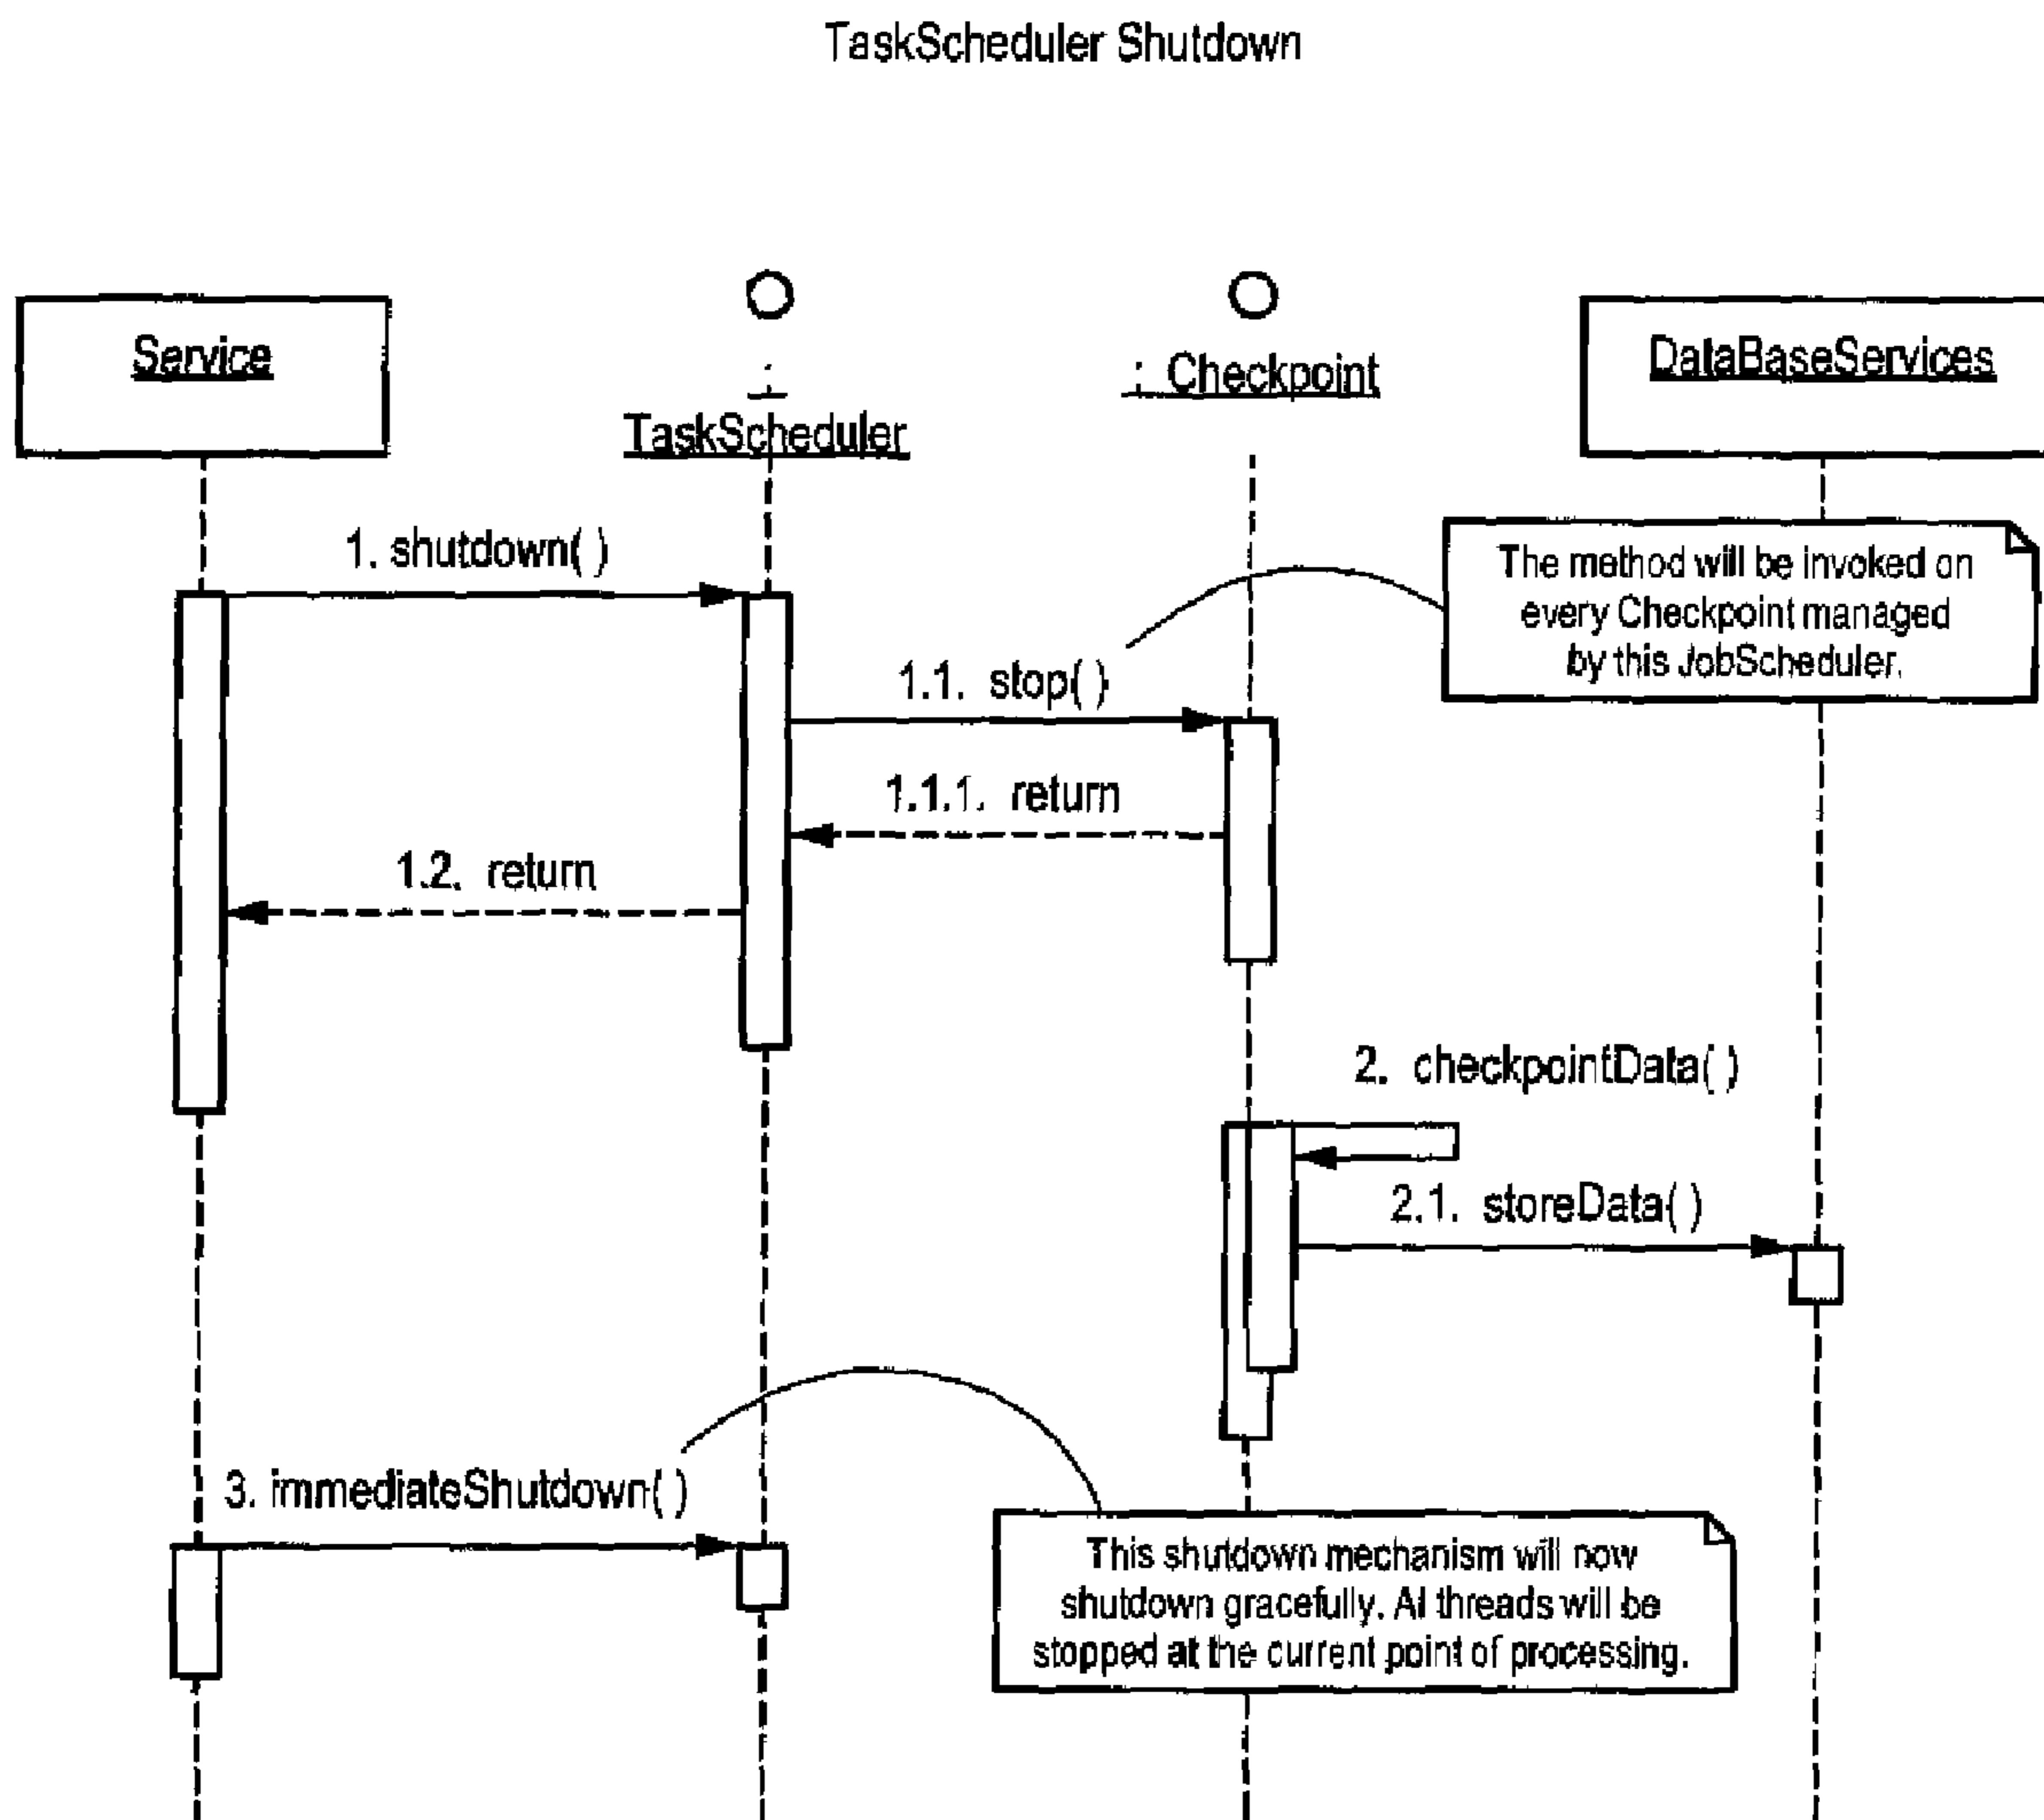 TaskScheduler Shutdown
Service
:
TaskScheduler
: Checkpoint
DataBaseServices
1. shutdown( )
The method will be invoked on
every Checkpoint managed
by this JobScheduler.
1.1. stop( )
1.1.1. return
1.2. return
2. checkpointData( )
2.1. storeData( )
3. immediateShutdown( )
This shutdown mechanism will now
shutdown gracefully. Al threads will be
stopped at the current point of processing.